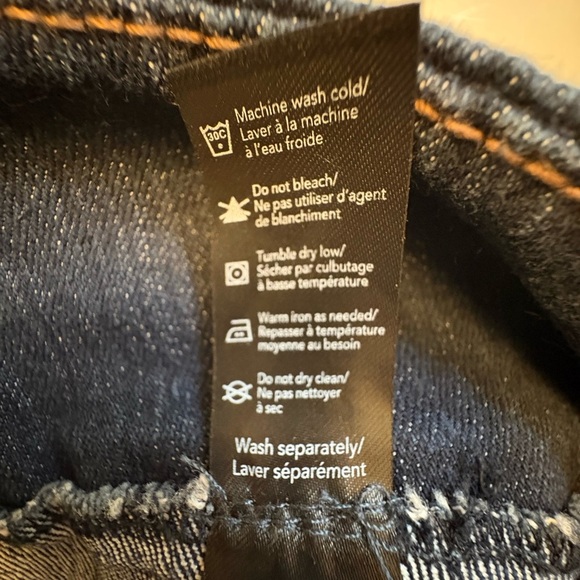 30C
Machine wash cold/
Laver à la machine
à l'eau froide
Do not bleach/
Ne pas utiliser d'agent
de blanchiment
Tumble dry low/
Sécher par culbutage
à basse température
Warm iron as needed/
Repasser à température
moyenne au besoin
Do not dry clean/
Ne pas nettoyer
à sec
Wash separately/
Laver séparément